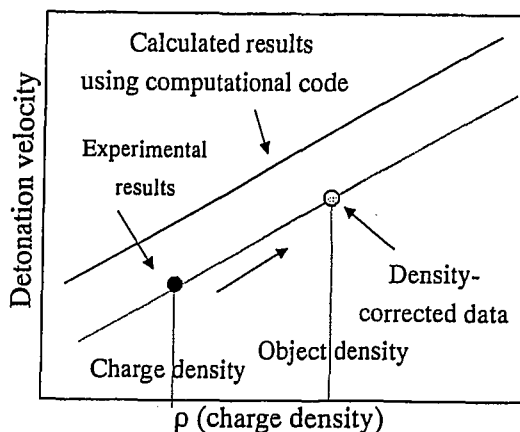 Calculated results
using computational code
Experimental
results
Density-
corrected data
Charge density
Object density
ρ (charge density)
Detonation velocity